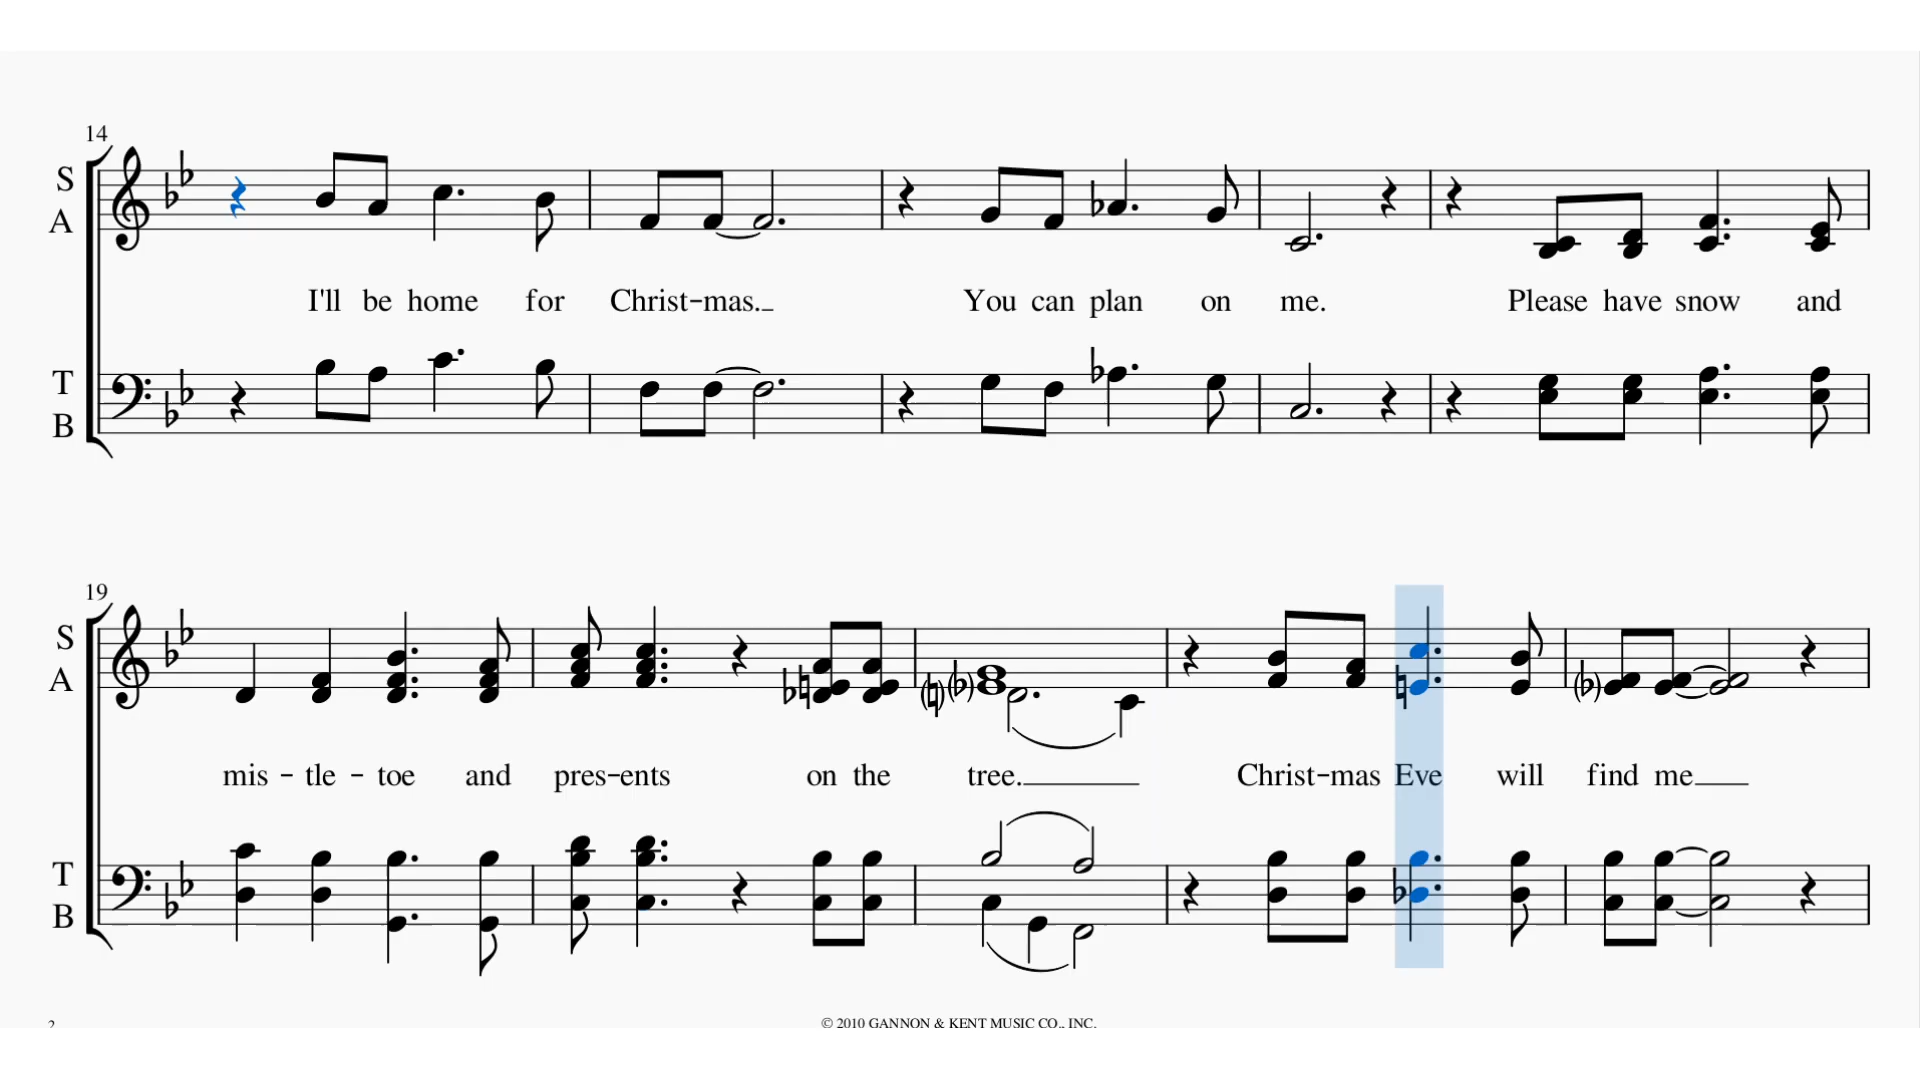 14
S
A
I'll be home for Christ-mas._ You can plan on me. Please have snow and
T
B
19
S
A
mis - tle - toe and pres-ents on the tree. Christ-mas Eve will find me
T
B
2 © 2010 GANNON & KENT MUSIC CO., INC.